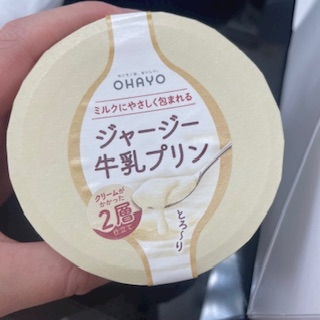 OHAYO
ミルクにやさしく包まれる
ジャージー
牛乳プリン
クリームが
かかった
2層
仕立て
とろ〜り